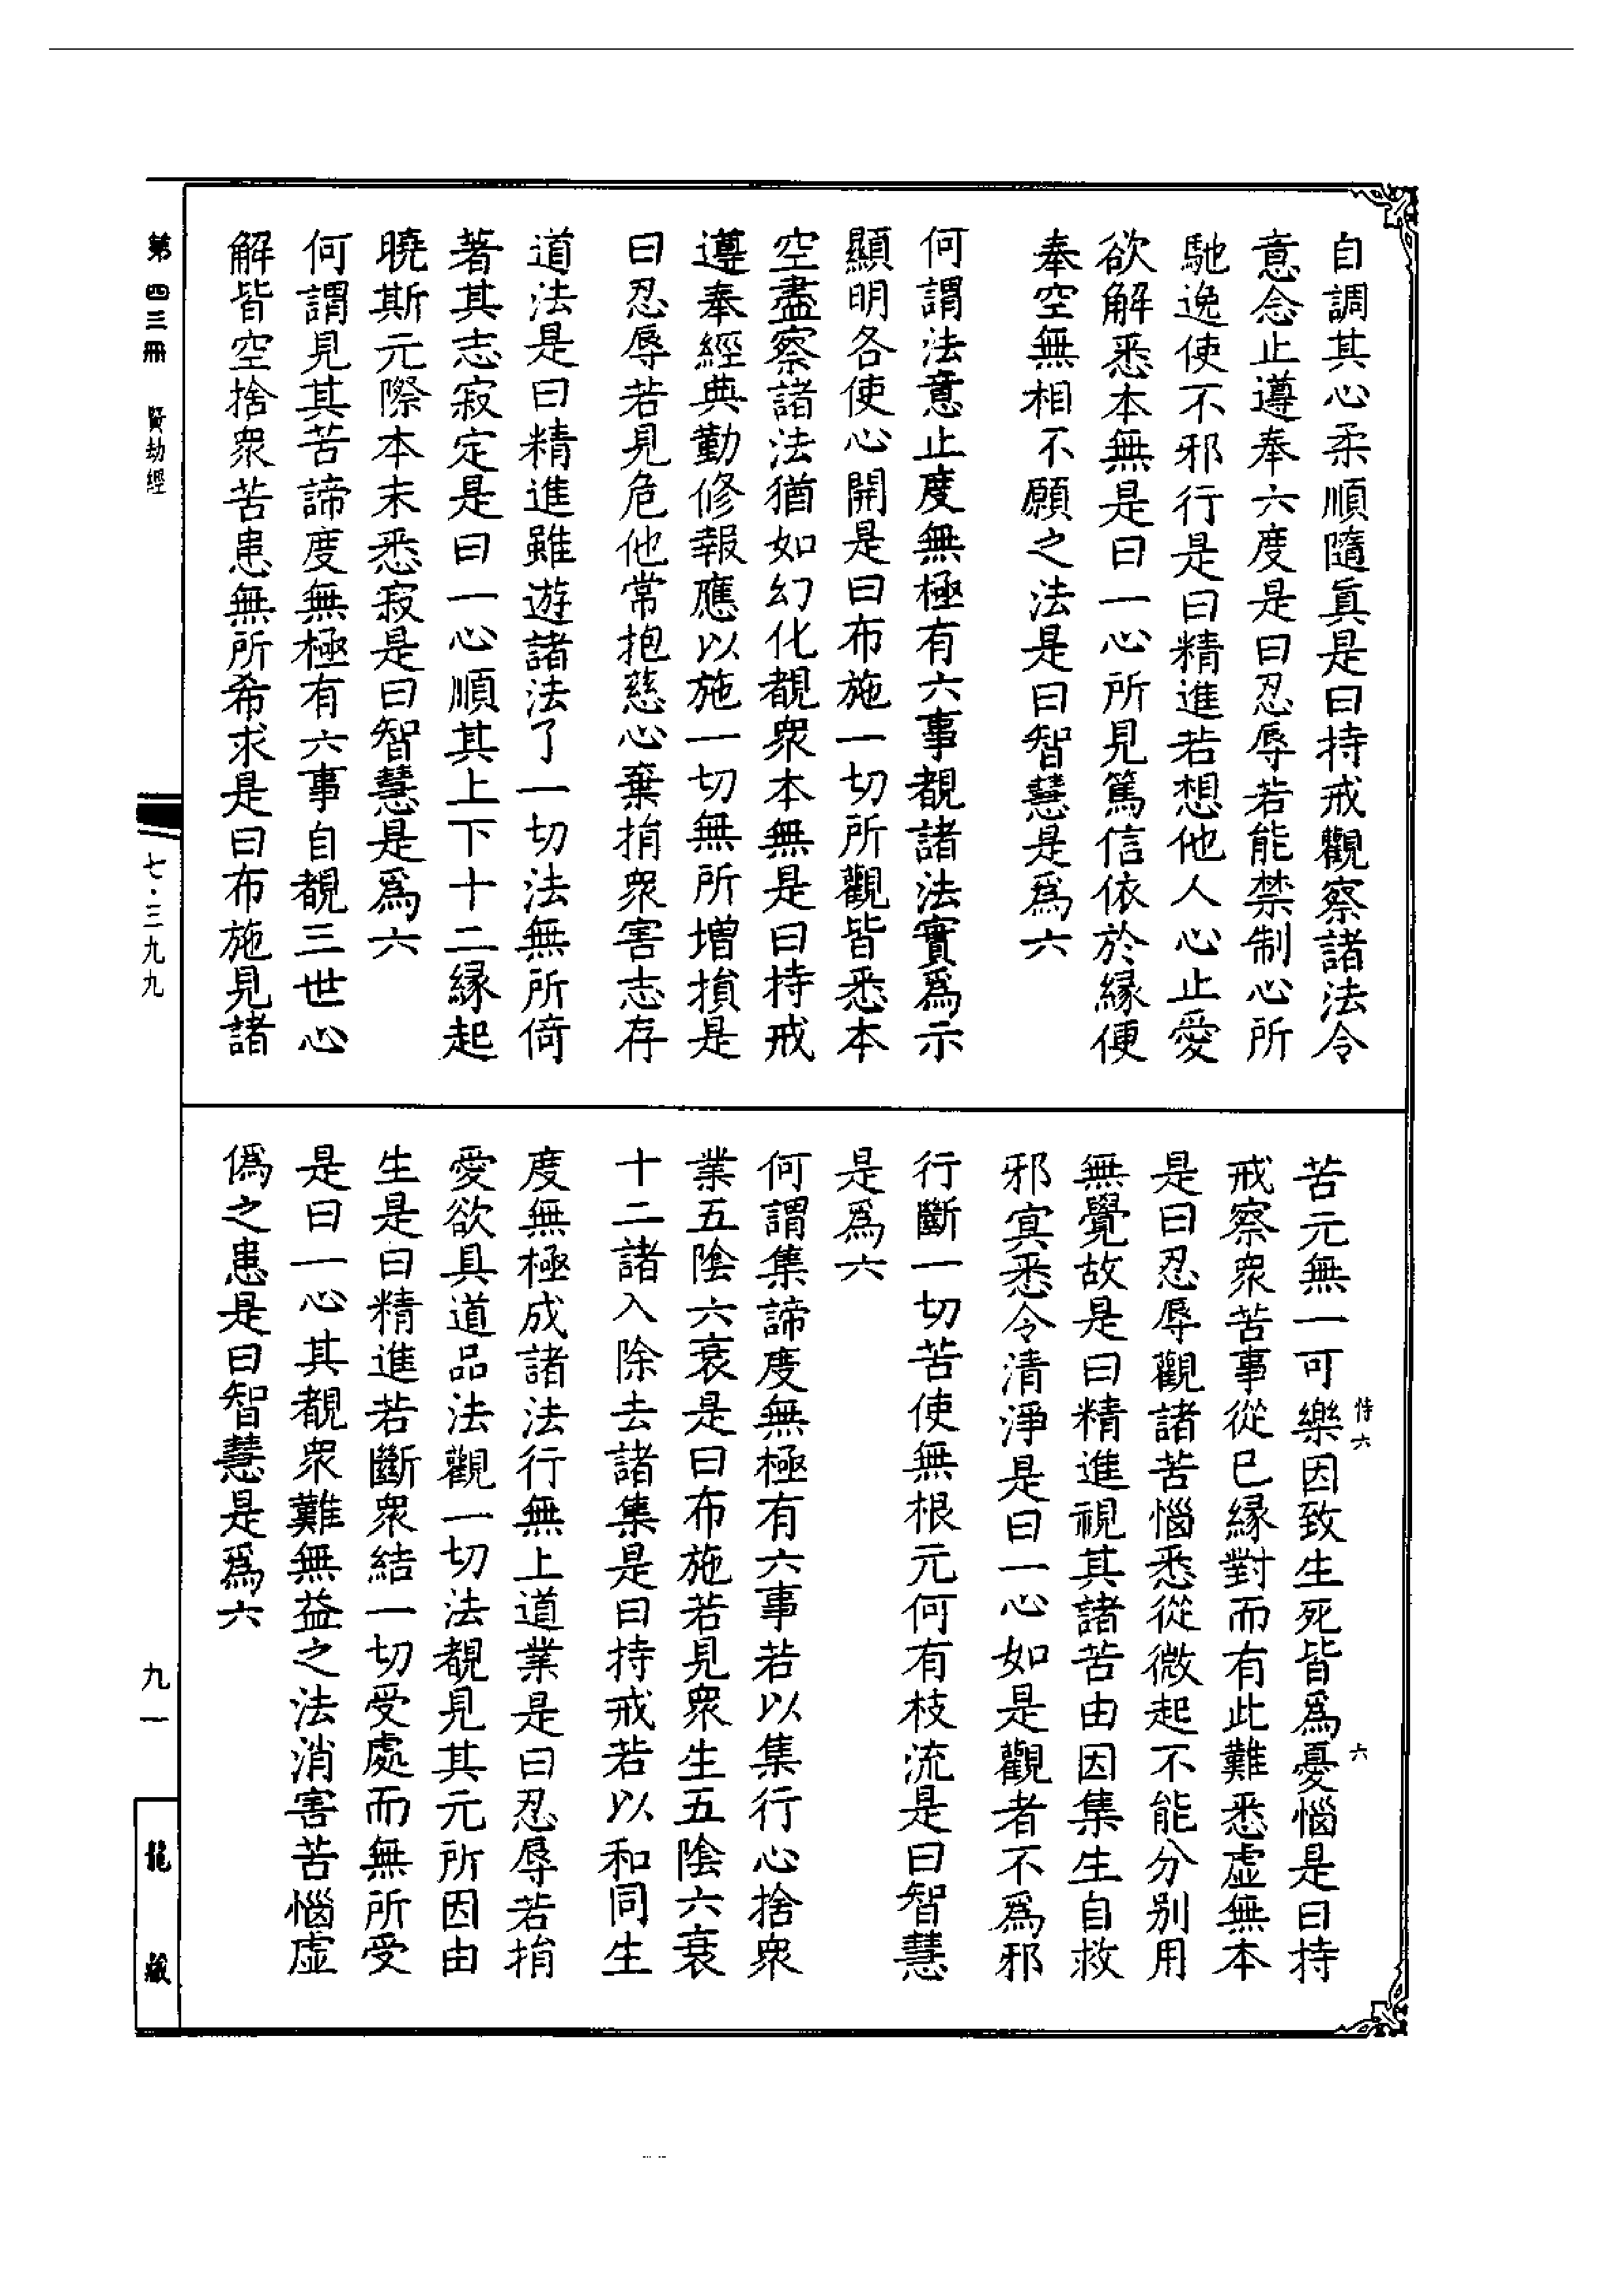 自調其心柔順隨眞是曰持戒觀察諸法令
意念止遵奉六度是曰忍辱若能禁制心所
馳逸使不邪行是曰精進若想他人心止愛
欲解悉本無是曰一心所見篤信依於緣便
奉空無相不願之法是曰智慧是爲六
何謂法意止度無極有六事覩諸法實爲示
顯明各使心開是曰布施一切所觀皆悉本
空盡察諸法猶如幻化覩衆本無是曰持戒
遵奉經典勤修報應以施一切無所增損是
曰忍辱若見危他常抱慈心棄捐衆害志存
道法是曰精進雖遊諸法了一切法無所倚
著其志寂定是曰一心順其上下十二緣起
曉斯元際本末悉寂是曰智慧是爲六
何謂見其苦諦度無極有六事自覩三世心
解皆空捨衆苦患無所希求是曰布施見諸
苦元無一可樂因致生死皆爲憂惱是曰持
戒察衆苦事從已緣對而有此難悉虛無本
是曰忍辱觀諸苦惱悉從微起不能分別用
無覺故是曰精進視其諸苦由因集生自救
邪冥悉令清淨是曰一心如是觀者不爲邪
行斷一切苦使無根元何有枝流是曰智慧
是爲六
何謂集諦度無極有六事若以集行心捨衆
業五陰六衰是曰布施若見衆生五陰六衰
十二諸入除去諸集是曰持戒若以和同生
度無極成諸法行無上道業是曰忍辱若捐
愛欲具道品法觀一切法覩見其元所因由
生是曰精進若斷衆結一切受處而無所受
是曰一心其覩衆難無益之法消害苦惱虛
僞之患是曰智慧是爲六
恃六
六
第四三冊 賢劫經
七·三九九
九一
龍藏